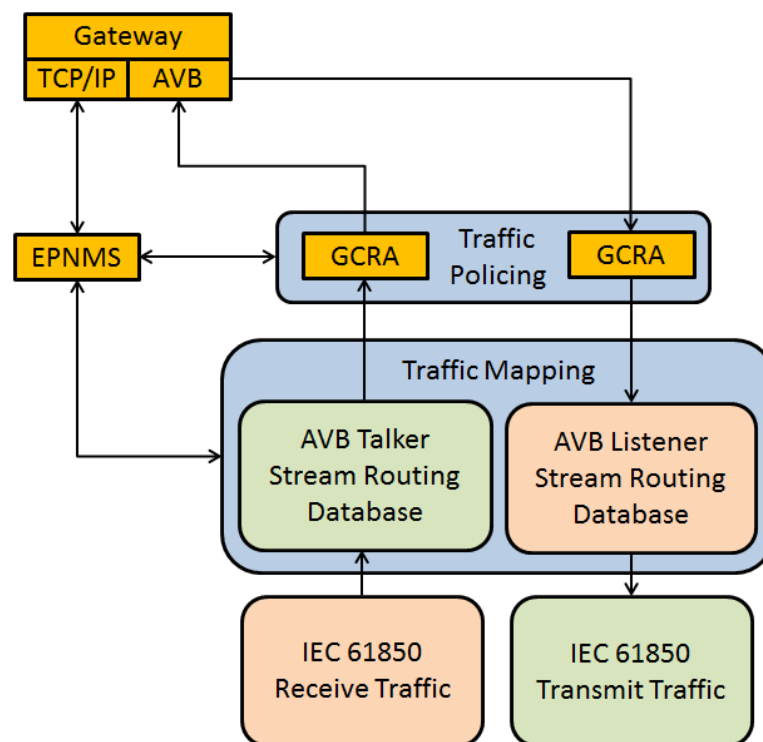 Gateway
TCP/IP AVB
Traffic
Policing
EPNMS
GCRA
GCRA
Traffic Mapping
AVB Talker
Stream Routing
Database
AVB Listener
Stream Routing
Database
IEC 61850
Receive Traffic
IEC 61850
Transmit Traffic